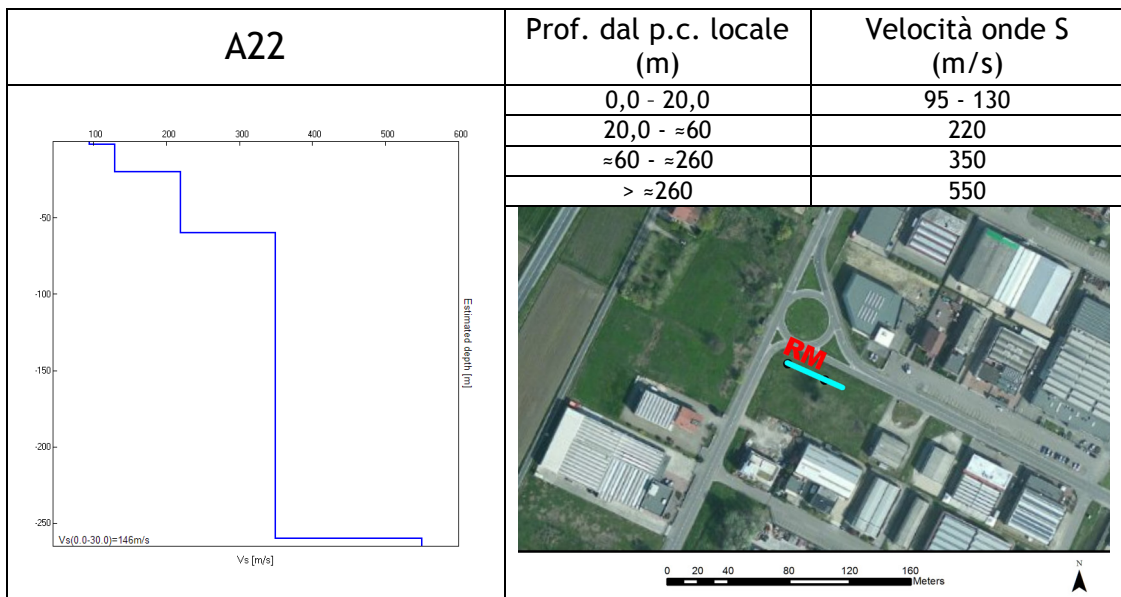 A22
Prof. dal p.c. locale (m)
Velocità onde S (m/s)
0,0 – 20,0 95 - 130
20,0 - ≈60 220
≈60 - ≈260 350
> ≈260 550
100 200 300 400 500 600
-50
-100
-150
-200
-250
Estimated depth [m]
Vs(0.0-30.0)=146m/s
Vs [m/s]
RM
0 20 40 80 120 160
Meters
N